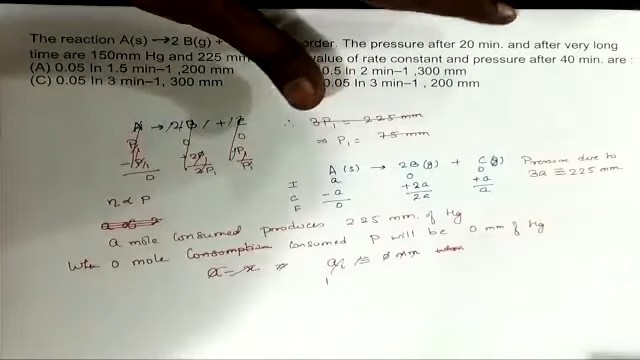 The reaction A(s) →2 B(g) + order. The pressure after 20 min. and after very long
time are 150mm Hg and 225 mm value of rate constant and pressure after 40 min. are :
(A) 0.05 ln 1.5 min–1 ,200 mm 0.5 ln 2 min–1 ,300 mm
(C) 0.05 ln 3 min–1, 300 mm 0.05 ln 3 min–1, 200 mm
∴ 3P₁ = 225 mm
⇒ P₁ = 75 mm
A (s) → 2B (g) + C (g)
I a 0 0
C - a +2a +a
F 0 2a a
Pressure due to
3a ≡ 225 mm
n ∝ P
a mole consumed produces 225 mm of Hg
When 0 mole consumed P will be 0 mm of Hg